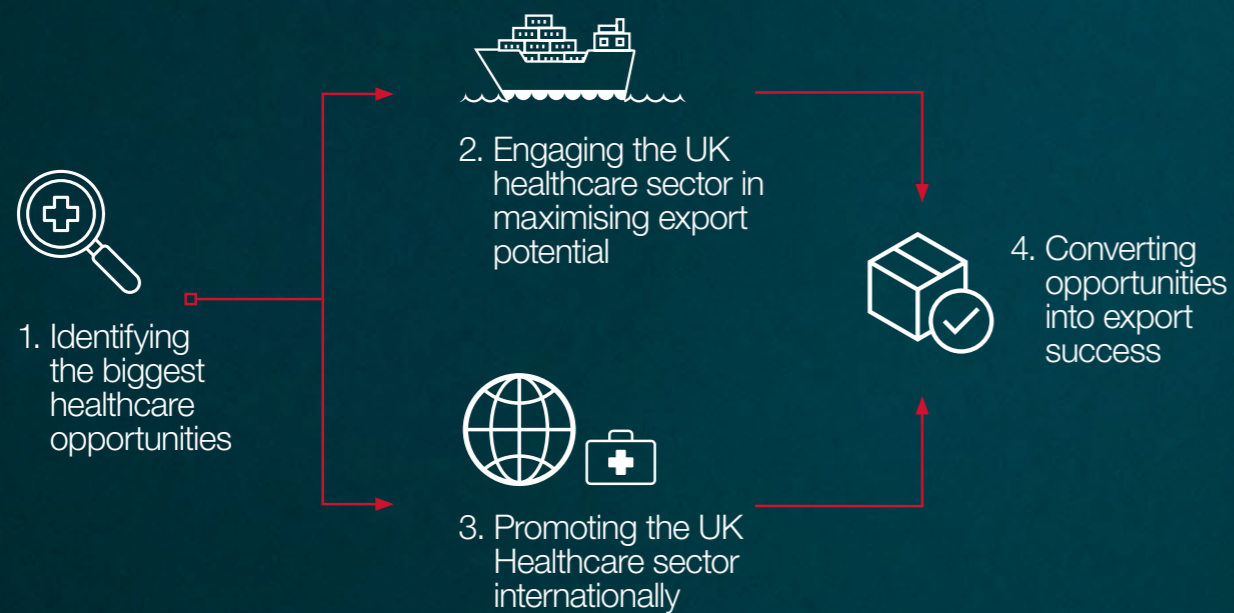 1. Identifying
the biggest
healthcare
opportunities
2. Engaging the UK
healthcare sector in
maximising export
potential
3. Promoting the UK
Healthcare sector
internationally
4. Converting
opportunities
into export
success